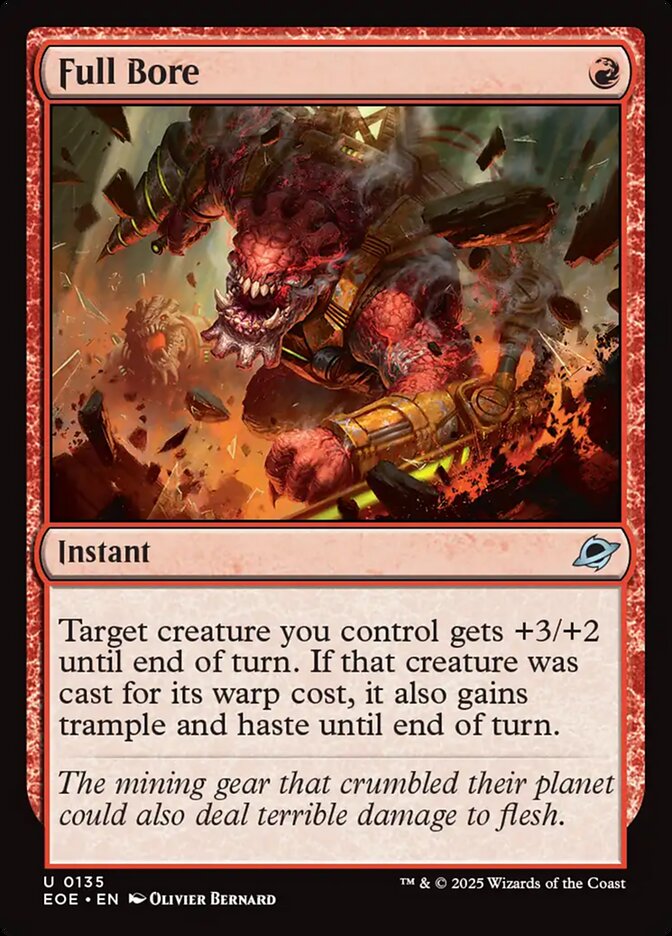 Full Bore
Instant
Target creature you control gets +3/+2
until end of turn. If that creature was
cast for its warp cost, it also gains
trample and haste until end of turn.
The mining gear that crumbled their planet
could also deal terrible damage to flesh.
U 0135
EOE • EN Olivier Bernard
™ & © 2025 Wizards of the Coast